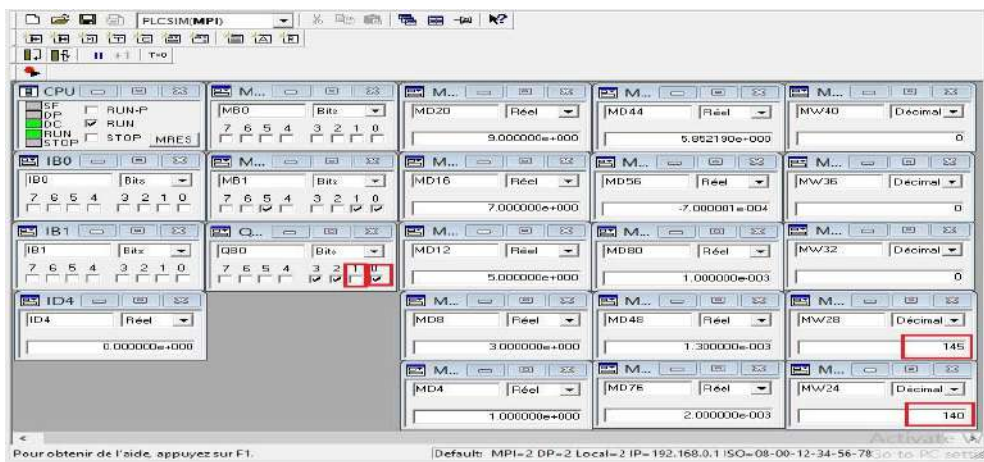 PLCSIM(MPI)
+1 T=0
CPU
SF
DP
DC
RUN
STOP
RUN-P
RUN
STOP MRES
M...
MB0 Bits
7 6 5 4 3 2 1 0
M...
MD20 Réel
9.000000e+000
M...
MD44 Réel
5.852190e-003
M...
MW40 Décimal
0
IB0
IB0 Bits
7 6 5 4 3 2 1 0
M...
MB1 Bits
7 6 5 4 3 2 1 0
M...
MD16 Réel
7.000000e+000
M...
MD56 Réel
-7.000001e-004
M...
MW36 Décimal
0
IB1
IB1 Bits
7 6 5 4 3 2 1 0
Q...
QB0 Bits
7 6 5 4 3 2 1 0
M...
MD12 Réel
5.000000e+000
M...
MD80 Réel
1.000000e-003
M...
MW32 Décimal
0
ID4
ID4 Réel
0.000000e+000
M...
MD8 Réel
3.000000e+000
M...
MD48 Réel
1.300000e-003
M...
MW28 Décimal
145
M...
MD4 Réel
1.000000e+000
M...
MD76 Réel
2.000000e-003
M...
MW24 Décimal
140
Activate W
Pour obtenir de l'aide, appuyez sur F1.
Default: MPI=2 DP=2 Local=2 IP=192.168.0.1 ISO=08-00-12-34-56-78
to PC settings